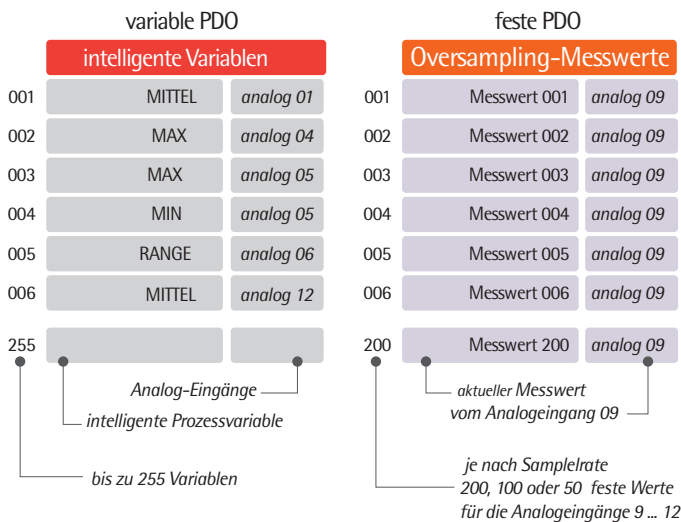 variable PDO
intelligente Variablen
001 MITTEL analog 01
002 MAX analog 04
003 MAX analog 05
004 MIN analog 05
005 RANGE analog 06
006 MITTEL analog 12
255
Analog-Eingänge
intelligente Prozessvariable
bis zu 255 Variablen
feste PDO
Oversampling-Messwerte
001 Messwert 001 analog 09
002 Messwert 002 analog 09
003 Messwert 003 analog 09
004 Messwert 004 analog 09
005 Messwert 005 analog 09
006 Messwert 006 analog 09
200 Messwert 200 analog 09
aktueller Messwert
vom Analogeingang 09
je nach Samplelrate
200, 100 oder 50 feste Werte
für die Analogeingänge 9 ... 12